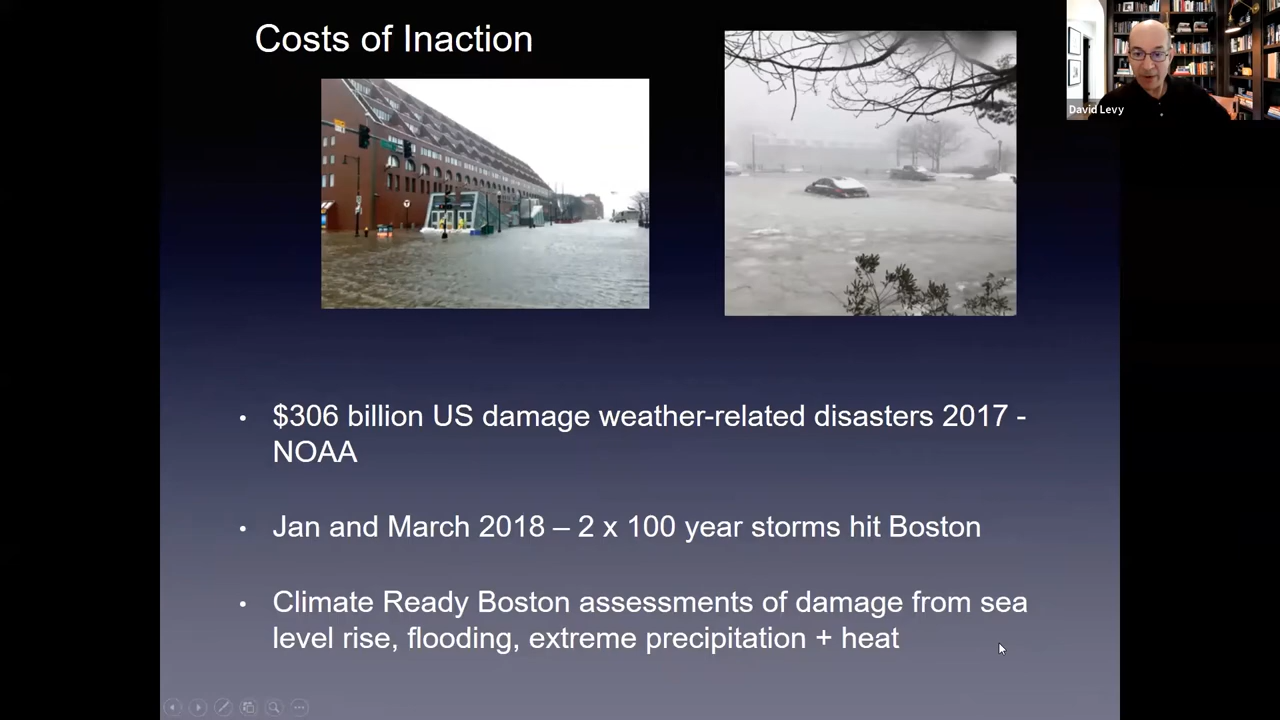 Costs of Inaction
David Levy
• $306 billion US damage weather-related disasters 2017 -
NOAA
• Jan and March 2018 – 2 x 100 year storms hit Boston
• Climate Ready Boston assessments of damage from sea
level rise, flooding, extreme precipitation + heat